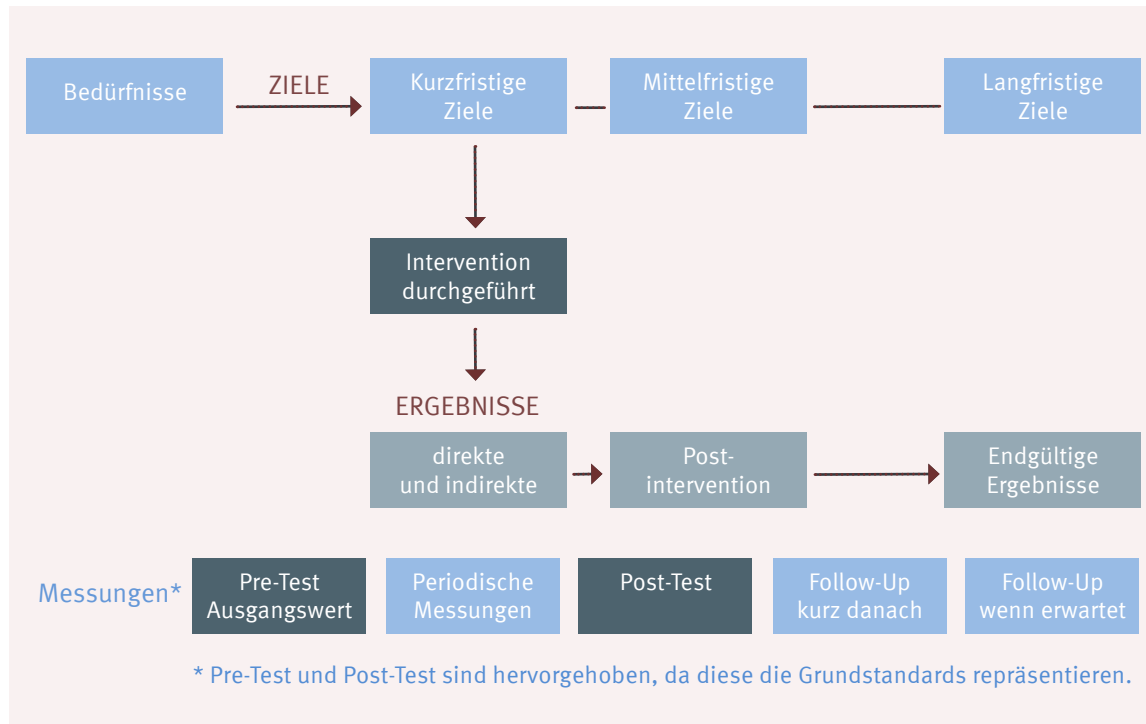 Bedürfnisse
ZIELE
Kurzfristige
Ziele
Mittelfristige
Ziele
Langfristige
Ziele
Intervention
durchgeführt
ERGEBNISSE
direkte
und indirekte
Post-
intervention
Endgültige
Ergebnisse
Messungen*
Pre-Test
Ausgangswert
Periodische
Messungen
Post-Test
Follow-Up
kurz danach
Follow-Up
wenn erwartet
* Pre-Test und Post-Test sind hervorgehoben, da diese die Grundstandards repräsentieren.